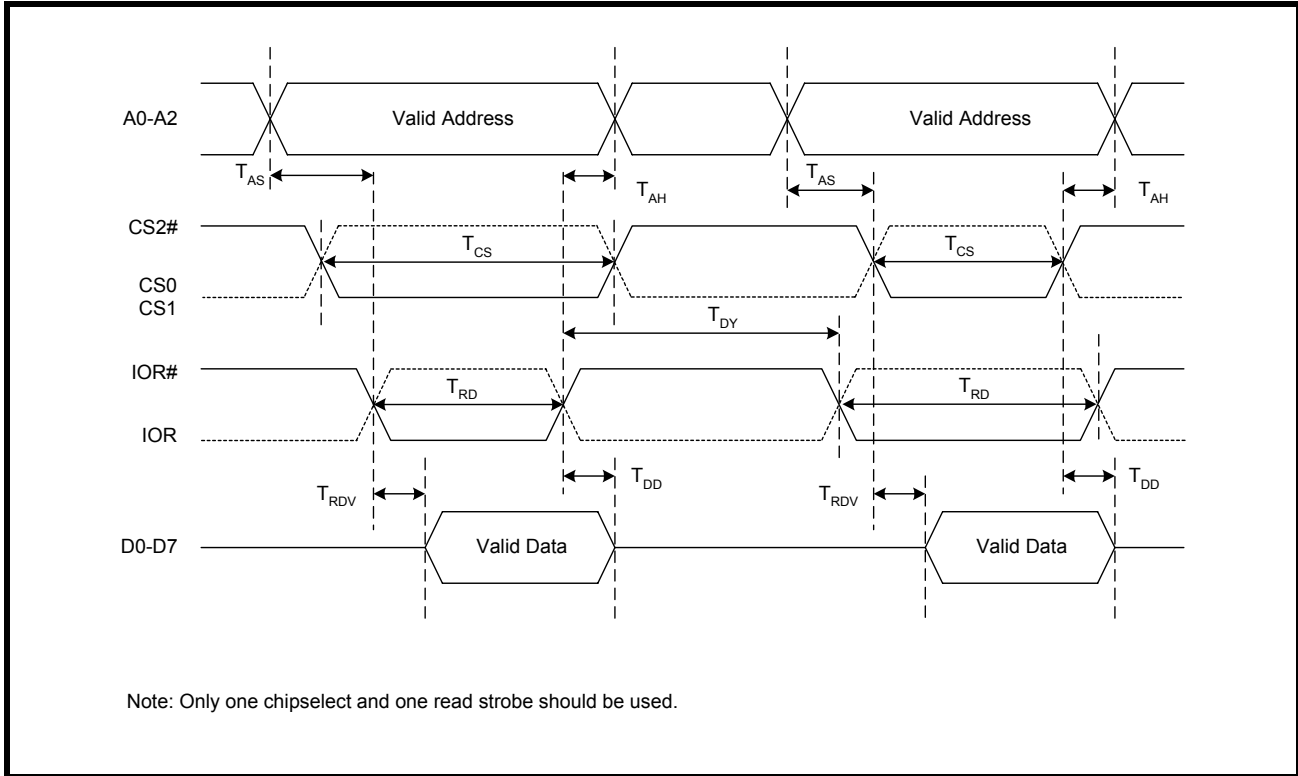 A0-A2
Valid Address
Valid Address
TAS
TAH
TAS
TAH
CS2#
TCS
TCS
CS0
CS1
TDY
IOR#
TRD
TRD
IOR
TRDV
TDD
TRDV
TDD
D0-D7
Valid Data
Valid Data
Note: Only one chipselect and one read strobe should be used.